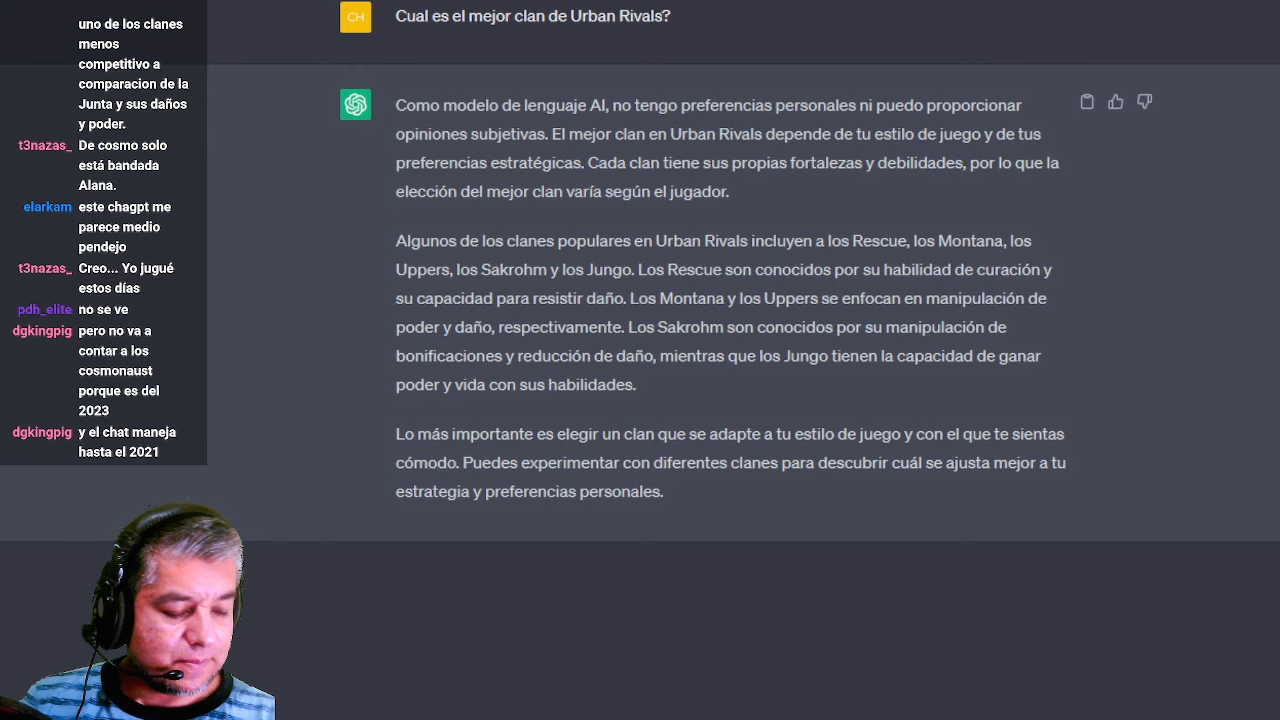 uno de los clanes
menos
competitivo a
comparacion de la
Junta y sus daños
y poder.
t3nazas_ De cosmo solo
está bandada
Alana.
elarkam este chagpt me
parece medio
pendejo
t3nazas_ Creo... Yo jugué
estos días
pdh_elite no se ve
dgkingpig pero no va a
contar a los
cosmonaust
porque es del
2023
dgkingpig y el chat maneja
hasta el 2021
CH Cual es el mejor clan de Urban Rivals?
Como modelo de lenguaje AI, no tengo preferencias personales ni puedo proporcionar
opiniones subjetivas. El mejor clan en Urban Rivals depende de tu estilo de juego y de tus
preferencias estratégicas. Cada clan tiene sus propias fortalezas y debilidades, por lo que la
elección del mejor clan varía según el jugador.
Algunos de los clanes populares en Urban Rivals incluyen a los Rescue, los Montana, los
Uppers, los Sakrohm y los Jungo. Los Rescue son conocidos por su habilidad de curación y
su capacidad para resistir daño. Los Montana y los Uppers se enfocan en manipulación de
poder y daño, respectivamente. Los Sakrohm son conocidos por su manipulación de
bonificaciones y reducción de daño, mientras que los Jungo tienen la capacidad de ganar
poder y vida con sus habilidades.
Lo más importante es elegir un clan que se adapte a tu estilo de juego y con el que te sientas
cómodo. Puedes experimentar con diferentes clanes para descubrir cuál se ajusta mejor a tu
estrategia y preferencias personales.